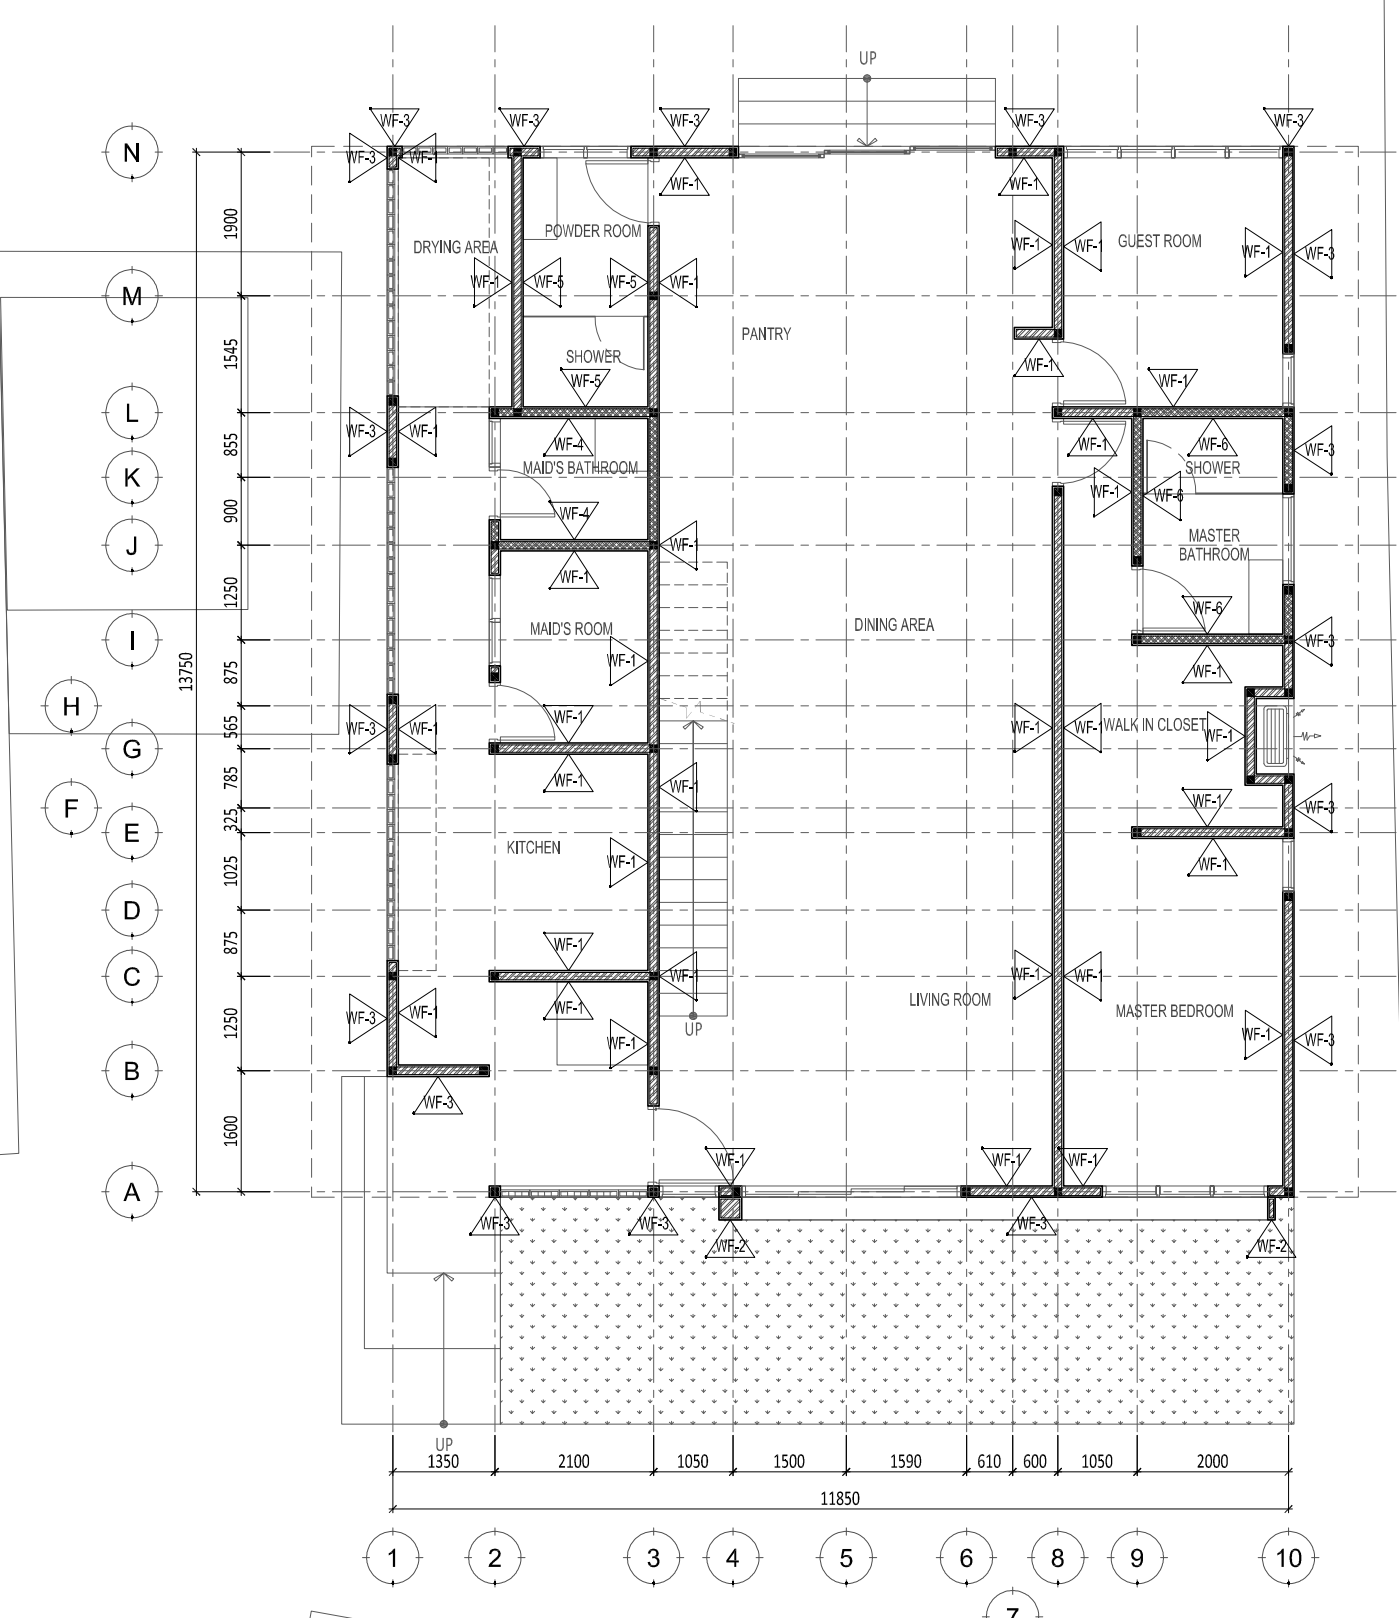 UP
WF-3
WF-3
WF-3
WF-3
WF-3
N
WF-3
WF-1
WF-1
WF-1
1900
POWDER ROOM
DRYING AREA
WF-1
WF-1
GUEST ROOM
WF-1
WF-3
M
WF-1
WF-5
WF-5
WF-1
PANTRY
1545
SHOWER
WF-1
WF-5
WF-1
L
WF-3
WF-1
855
WF-4
WF-1
WF-6
WF-3
K
MAID'S BATHROOM
SHOWER
WF-1
WF-6
900
WF-4
J
WF-1
MASTER
BATHROOM
WF-1
1250
WF-6
DINING AREA
MAID'S ROOM
I
WF-3
13750
WF-1
WF-1
875
H
WF-1
565
WF-3
WF-1
WF-1
WF-1
WALK IN CLOSET
WF-1
G
WF-1
785
WF-1
F
WF-1
WF-3
325
E
KITCHEN
WF-1
WF-1
1025
D
875
WF-1
C
WF-1
WF-1
WF-1
LIVING ROOM
MASTER BEDROOM
WF-1
1250
WF-3
WF-1
UP
WF-1
WF-1
WF-3
B
WF-3
1600
WF-1
WF-1
WF-1
A
WF-3
WF-3
WF-3
WF-2
WF-2
UP
1350
2100
1050
1500
1590
610
600
1050
2000
11850
1
2
3
4
5
6
8
9
10
7